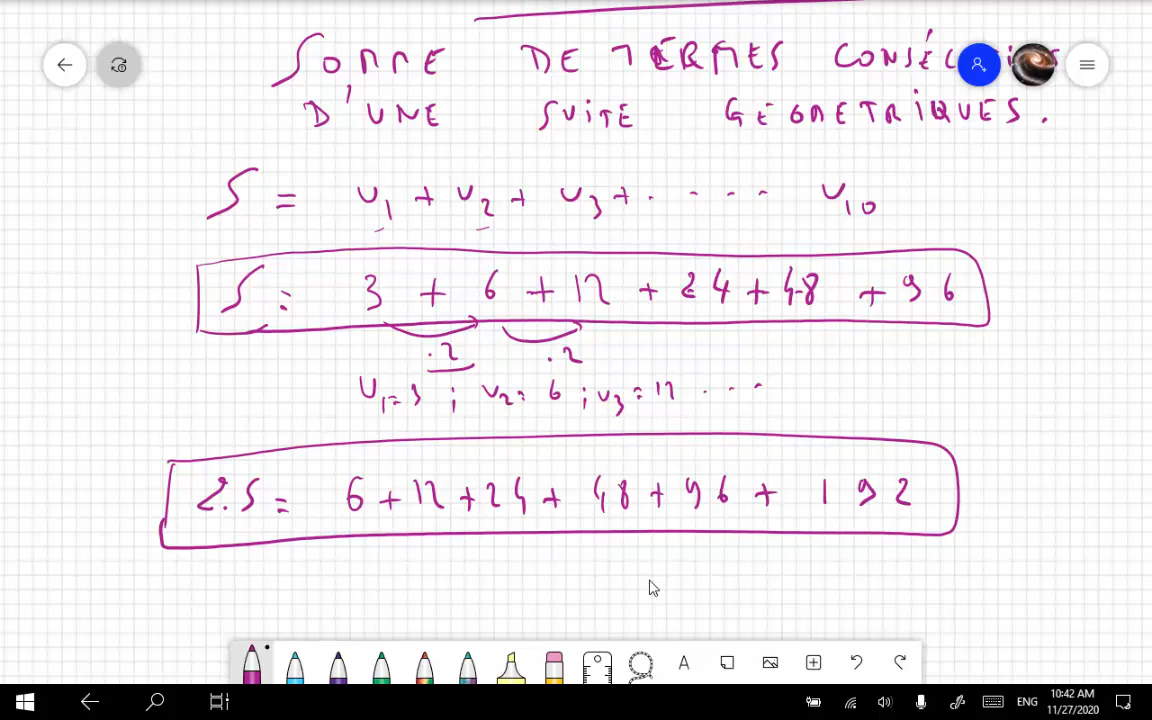 SOMME DE TERMES CONSÉC
D'UNE SUITE GÉOMETRIQUES.
S = U1 + U2 + U3 + . . . . . U10
S = 3 + 6 + 12 + 24 + 48 + 96
.2 .2
U1 = 3 ; U2 = 6 ; U3 = 12 . . .
2.S = 6 + 12 + 24 + 48 + 96 + 192
A
ENG
10:42 AM
11/27/2020